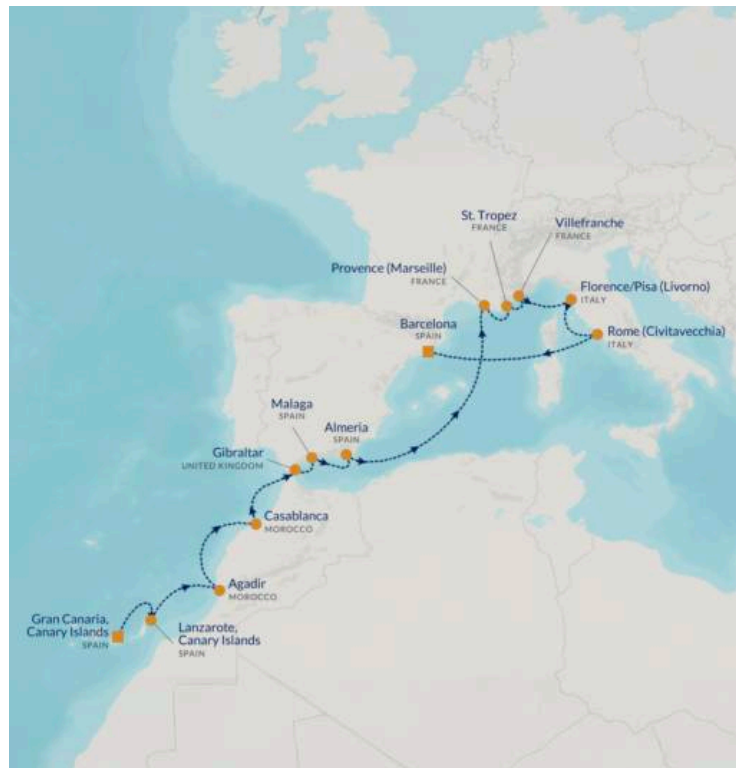 St. Tropez
FRANCE
Villefranche
FRANCE
Provence (Marseille)
FRANCE
Florence/Pisa (Livorno)
ITALY
Barcelona
SPAIN
Rome (Civitavecchia)
ITALY
Malaga
SPAIN
Almeria
SPAIN
Gibraltar
UNITED KINGDOM
Casablanca
MOROCCO
Agadir
MOROCCO
Gran Canaria,
Canary Islands
SPAIN
Lanzarote,
Canary Islands
SPAIN